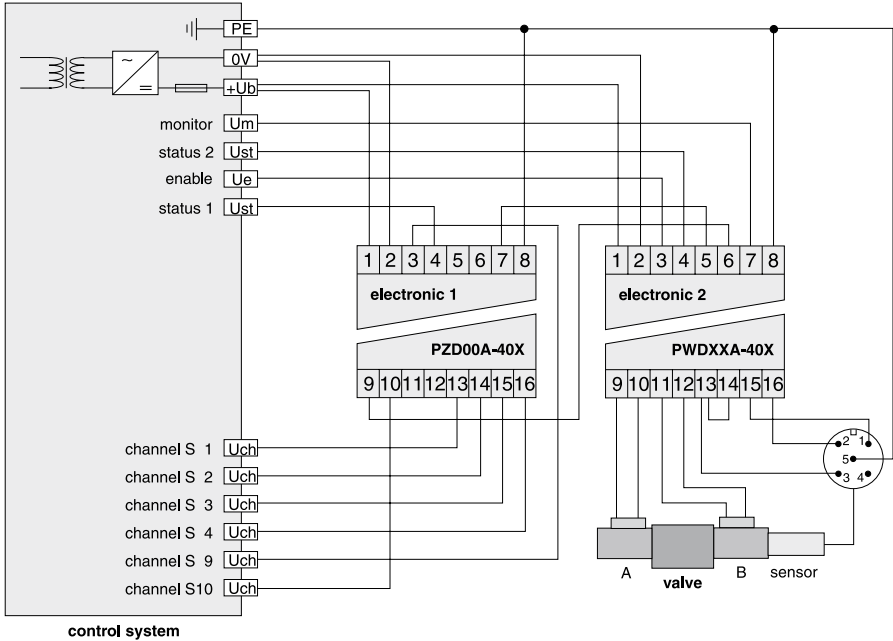 PE
0V
~
=
+Ub
monitor Um
status 2 Ust
enable Ue
status 1 Ust
1 2 3 4 5 6 7 8
1 2 3 4 5 6 7 8
electronic 1
electronic 2
PZD00A-40X
PWDXXA-40X
9 10 11 12 13 14 15 16
9 10 11 12 13 14 15 16
2 1
5
3 4
channel S 1 Uch
channel S 2 Uch
channel S 3 Uch
channel S 4 Uch
channel S 9 Uch
channel S10 Uch
A
valve
B
sensor
control system